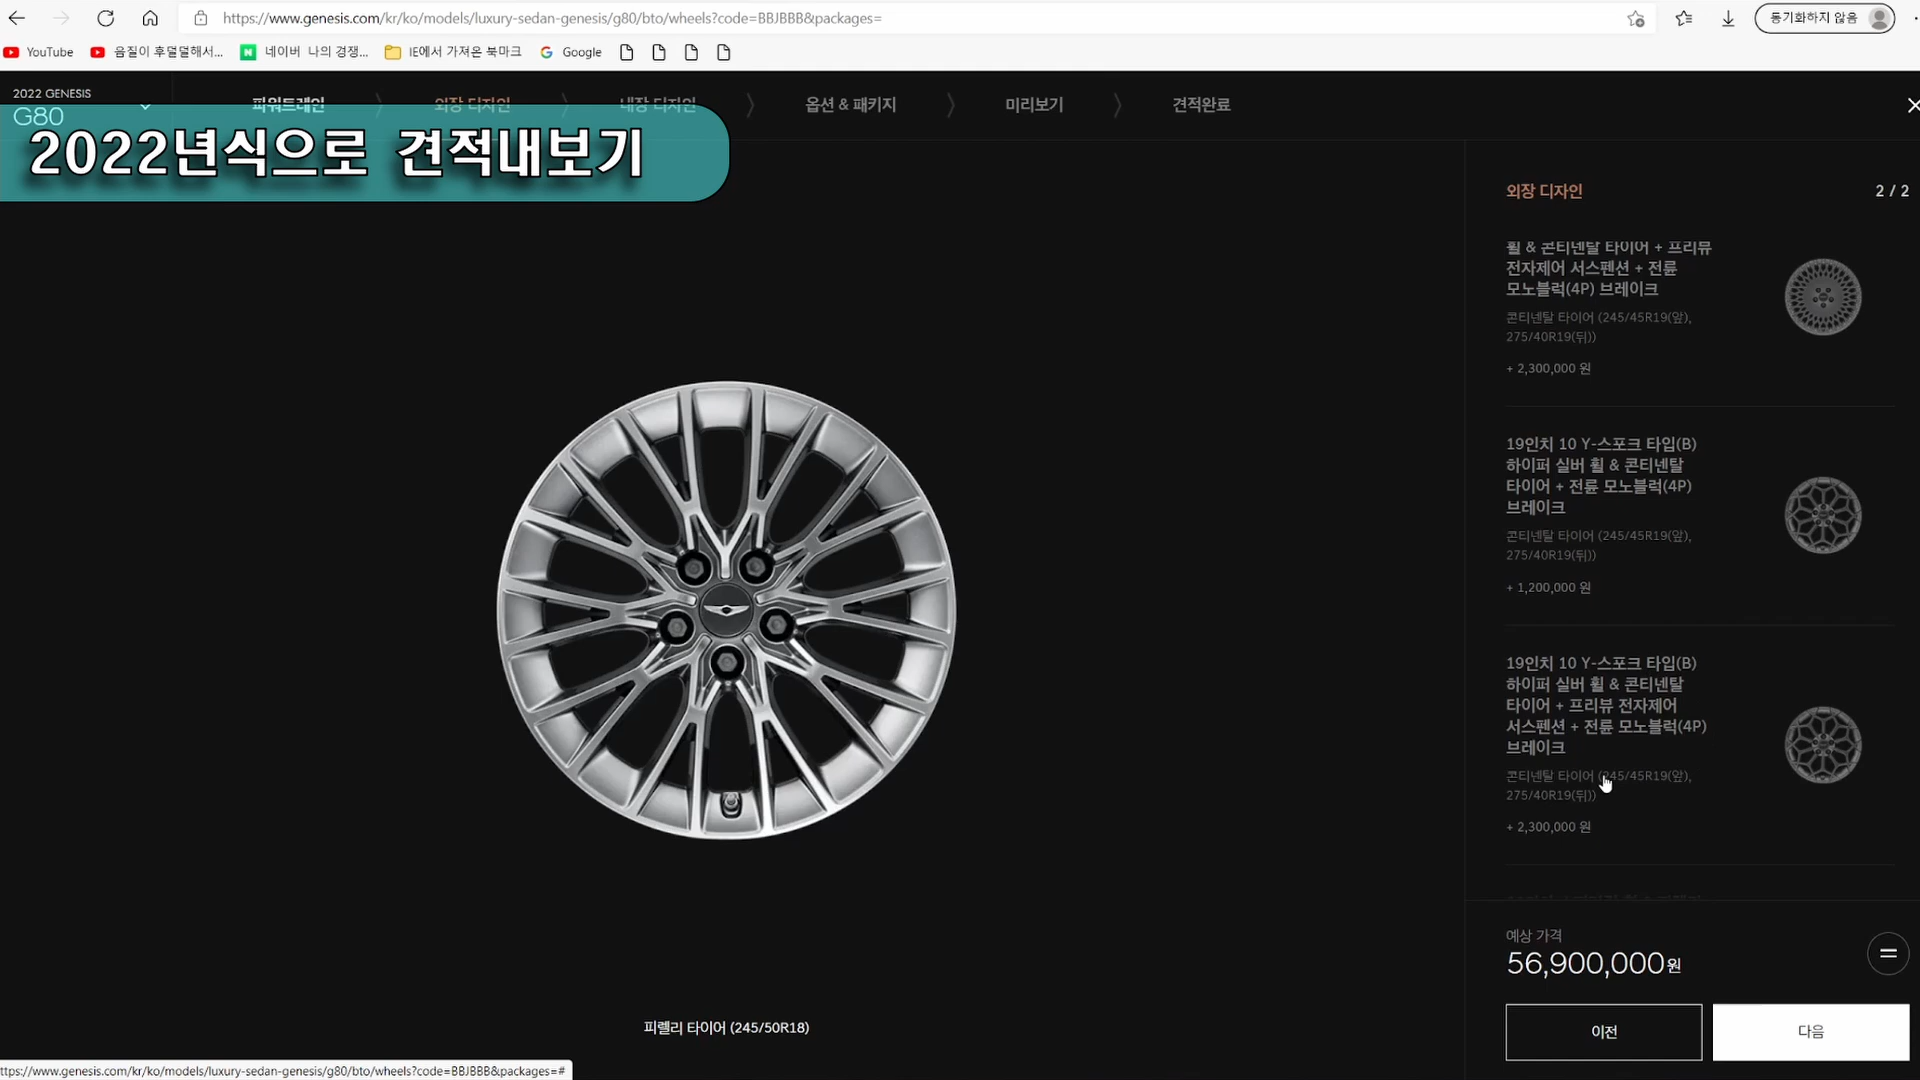 https://www.genesis.com/kr/ko/models/luxury-sedan-genesis/g80/bto/wheels?code=BBJBBB&packages=
동기화하지 않음
YouTube
음질이 후덜덜해서...
네이버 나의 경쟁...
IE에서 가져온 북마크
Google
2022 GENESIS
G80
파워트레인
외장 디자인
내장 디자인
옵션 & 패키지
미리보기
견적완료
2022년식으로 견적내보기
외장 디자인
2 / 2
휠 & 콘티넨탈 타이어 + 프리뷰
전자제어 서스펜션 + 전륜
모노블럭(4P) 브레이크
콘티넨탈 타이어 (245/45R19(앞),
275/40R19(뒤))
+ 2,300,000 원
19인치 10 Y-스포크 타입(B)
하이퍼 실버 휠 & 콘티넨탈
타이어 + 전륜 모노블럭(4P)
브레이크
콘티넨탈 타이어 (245/45R19(앞),
275/40R19(뒤))
+ 1,200,000 원
19인치 10 Y-스포크 타입(B)
하이퍼 실버 휠 & 콘티넨탈
타이어 + 프리뷰 전자제어
서스펜션 + 전륜 모노블럭(4P)
브레이크
콘티넨탈 타이어 (245/45R19(앞),
275/40R19(뒤))
+ 2,300,000 원
예상 가격
56,900,000원
이전
다음
피렐리 타이어 (245/50R18)
ttps://www.genesis.com/kr/ko/models/luxury-sedan-genesis/g80/bto/wheels?code=BBJBBB&packages=#